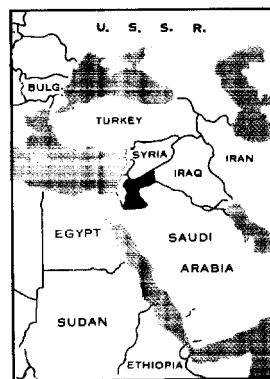 U. S. S. R.
BULG.
TURKEY
SYRIA
IRAN
IRAQ
EGYPT
SAUDI
ARABIA
SUDAN
ETHIOPIA